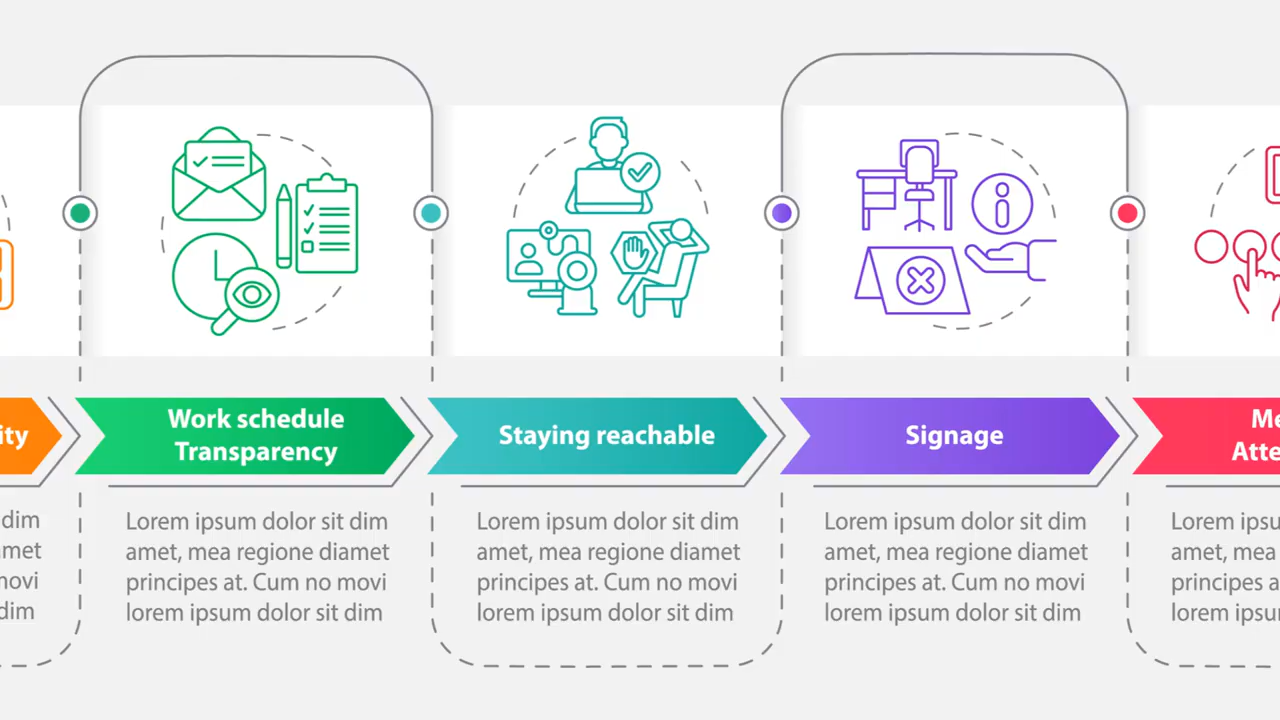 ity
Work schedule
Transparency
Staying reachable
Signage
Me
Atte
dim
amet
movi
dim
Lorem ipsum dolor sit dim
amet, mea regione diamet
principes at. Cum no movi
lorem ipsum dolor sit dim
Lorem ipsum dolor sit dim
amet, mea regione diamet
principes at. Cum no movi
lorem ipsum dolor sit dim
Lorem ipsum dolor sit dim
amet, mea regione diamet
principes at. Cum no movi
lorem ipsum dolor sit dim
Lorem ipsu
amet, mea
principes a
lorem ipsu